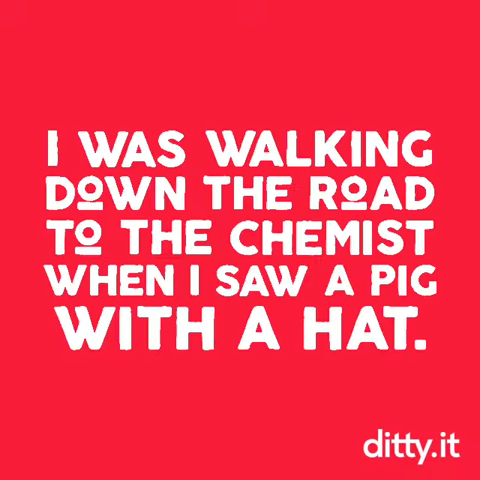 I WAS WALKING
DOWN THE ROAD
TO THE CHEMIST
WHEN I SAW A PIG
WITH A HAT.
ditty.it